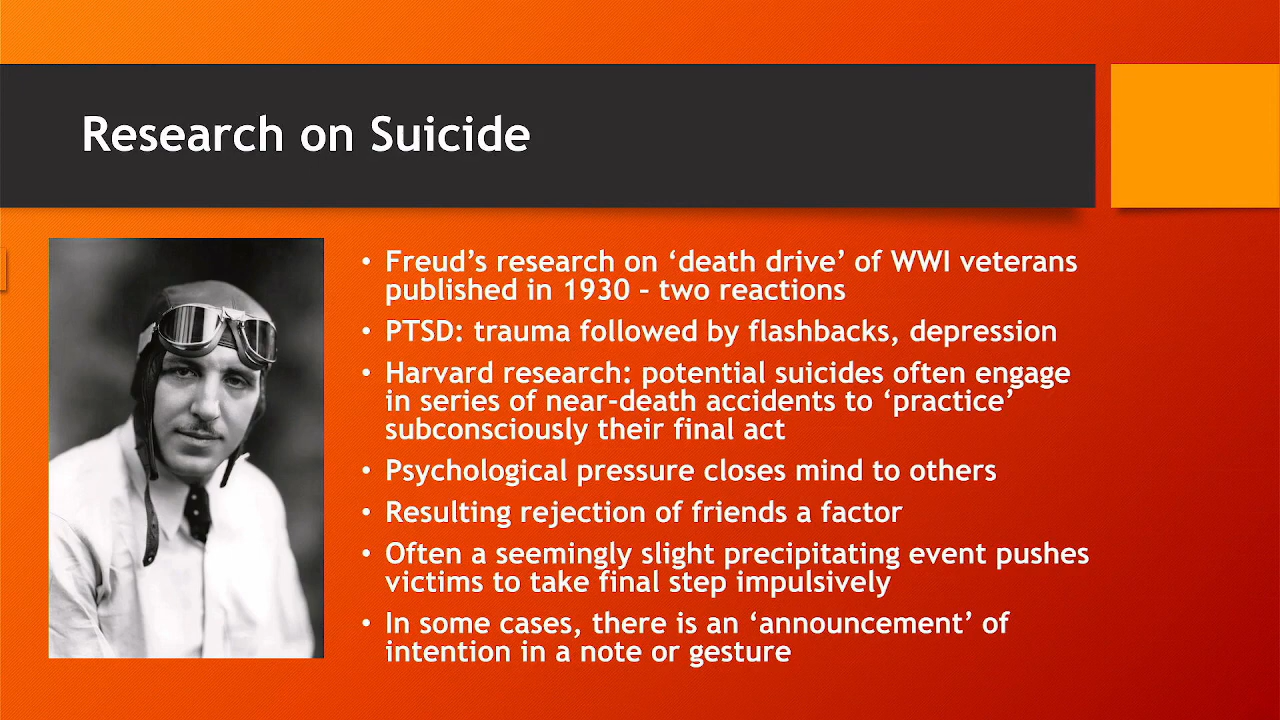 Research on Suicide
• Freud’s research on ‘death drive’ of WWI veterans
published in 1930 – two reactions
• PTSD: trauma followed by flashbacks, depression
• Harvard research: potential suicides often engage
in series of near-death accidents to ‘practice’
subconsciously their final act
• Psychological pressure closes mind to others
• Resulting rejection of friends a factor
• Often a seemingly slight precipitating event pushes
victims to take final step impulsively
• In some cases, there is an ‘announcement’ of
intention in a note or gesture